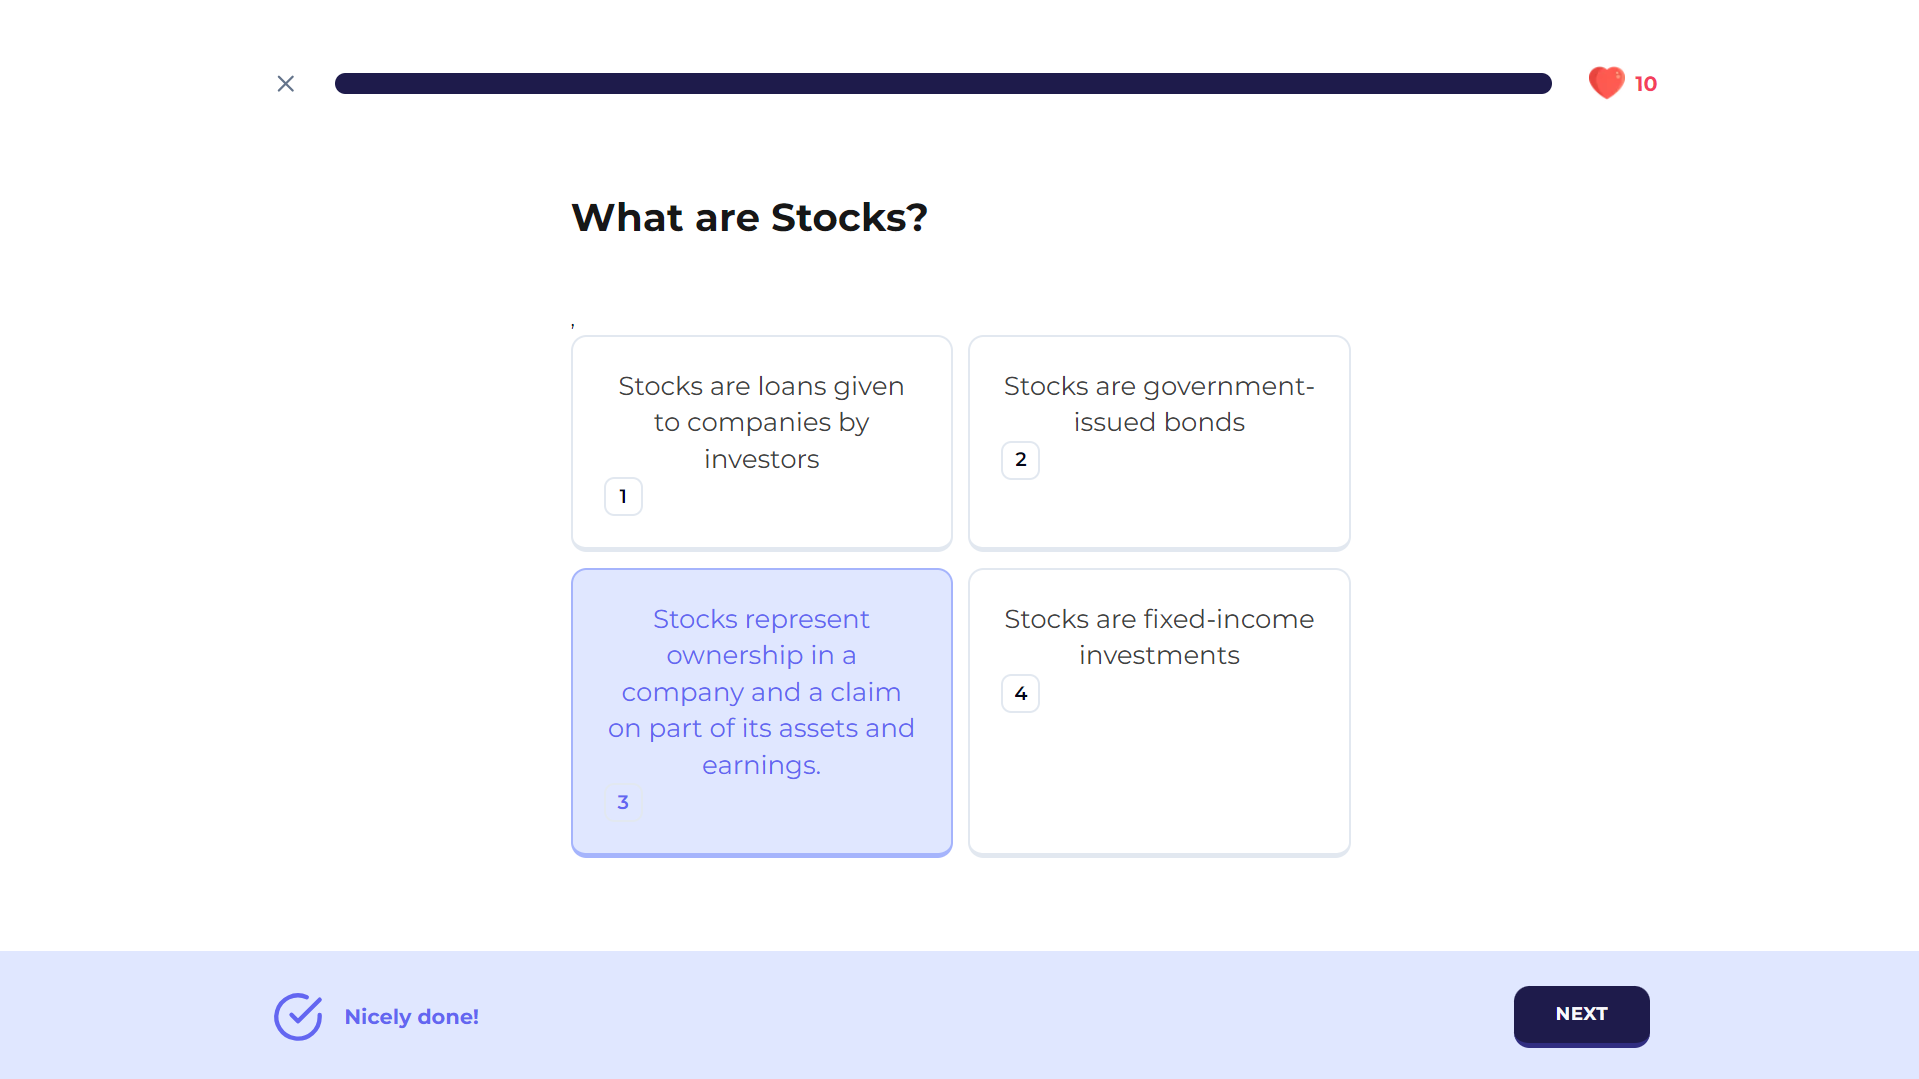 10
What are Stocks?
,
Stocks are loans given
to companies by
investors
1
Stocks are government-
issued bonds
2
Stocks represent
ownership in a
company and a claim
on part of its assets and
earnings.
3
Stocks are fixed-income
investments
4
Nicely done!
NEXT